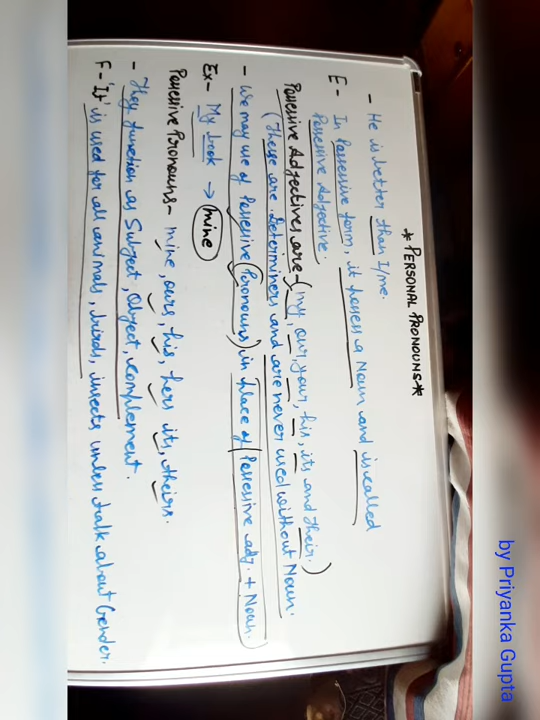 * PERSONAL PRONOUNS *
- He is better than I/me.
E - In Possessive form, it possess a Noun and is called
Possessive Adjective.
Possessive Adjectives are - (my, our, your, his, its and their.)
(These are Determiners and are never used without Noun.
- We may use of Possessive (Pronouns) in place of (Possessive adj. + Noun.)
Ex - My book → mine
Possessive Pronouns - mine, ours, his, hers its, theirs.
- They function as Subject, Object, complement.
F - 'It' is used for all animals, birds, insects unless talk about Gender.
by Priyanka Gupta